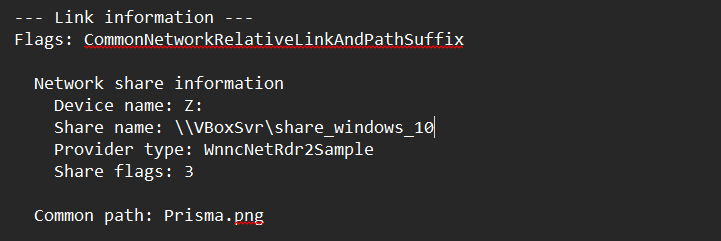 --- Link information ---
Flags: CommonNetworkRelativeLinkAndPathSuffix
Network share information
Device name: Z:
Share name: \\VBoxSvr\share_windows_10
Provider type: WnncNetRdr2Sample
Share flags: 3
Common path: Prisma.png